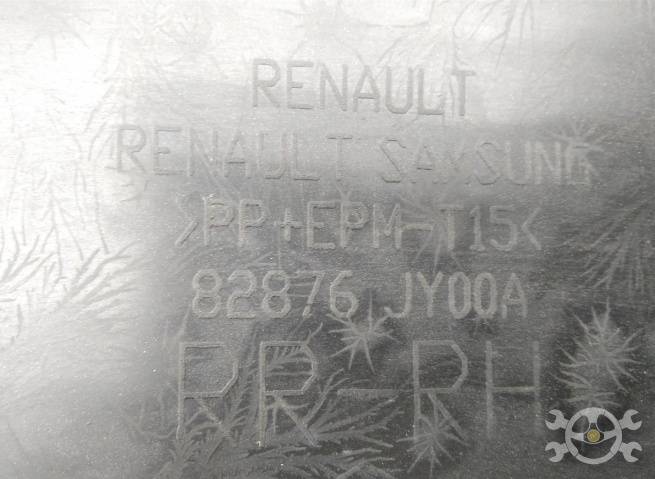 RENAULT
RENAULT SAMSUNG
>PP+EPM-T15<
82876 JY00A
RR-RH